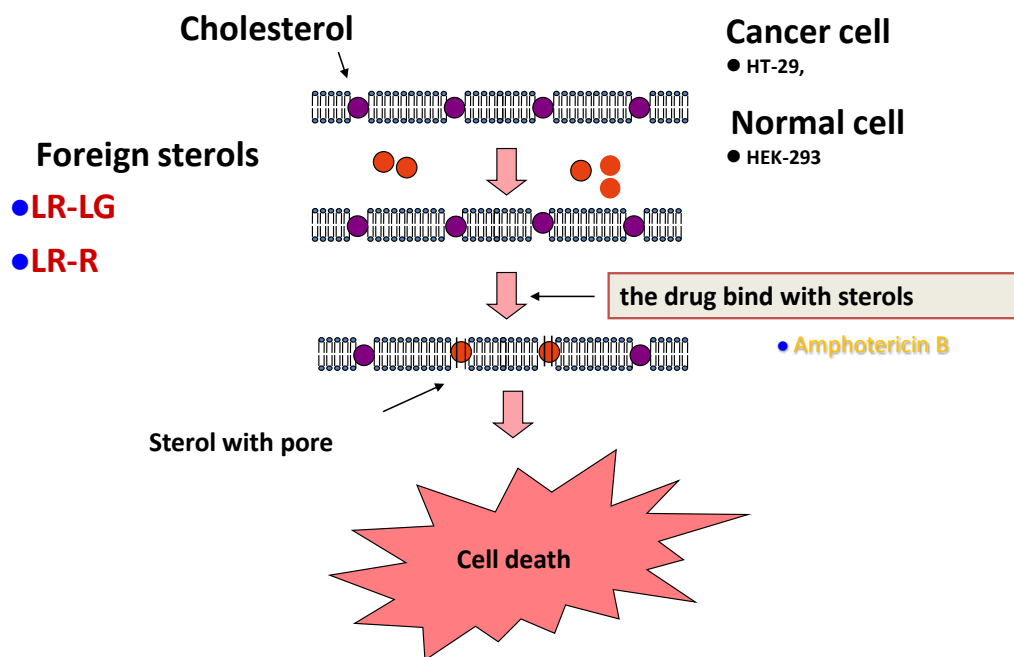 Cholesterol
Cancer cell
● HT-29,
Normal cell
● HEK-293
Foreign sterols
●LR-LG
●LR-R
the drug bind with sterols
• Amphotericin B
Sterol with pore
Cell death